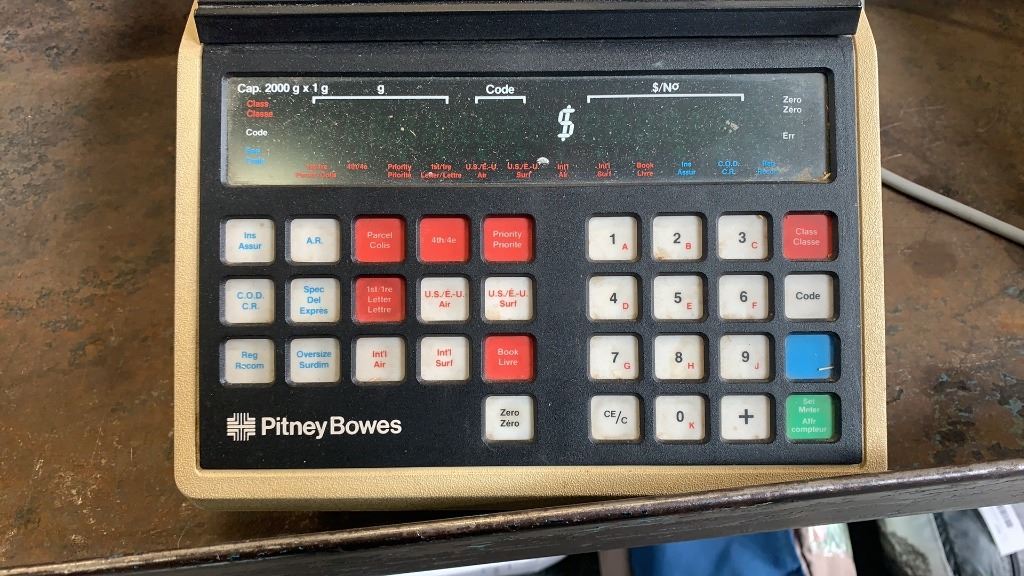 Cap. 2000 g x 1 g
g
Code
$/Nº
Class
Classe
Zero
Zéro
Code
$
Err
4th/4e
Priority
Priorité
1st/1re
Letter/Lettre
U.S./É.-U.
Air
U.S./É.-U.
Surf
Int'l
Air
Int'l
Surf
Book
Livre
Ins
Assur
C.O.D.
C.R.
Ins
Assur
A.R.
Parcel
Colis
4th/4e
Priority
Priorité
1 A
2 B
3 C
Class
Classe
C.O.D.
C.R.
Spec
Del
Exprès
1st/1re
Letter
Lettre
U.S./É.-U.
Air
U.S./É.-U.
Surf
4 D
5 E
6 F
Code
Reg
Recom
Oversize
Surdim
Int'l
Air
Int'l
Surf
Book
Livre
7 G
8 H
9 J
Pitney Bowes
Zero
Zéro
CE/C
0 K
+
Set
Meter
Affr
compteur